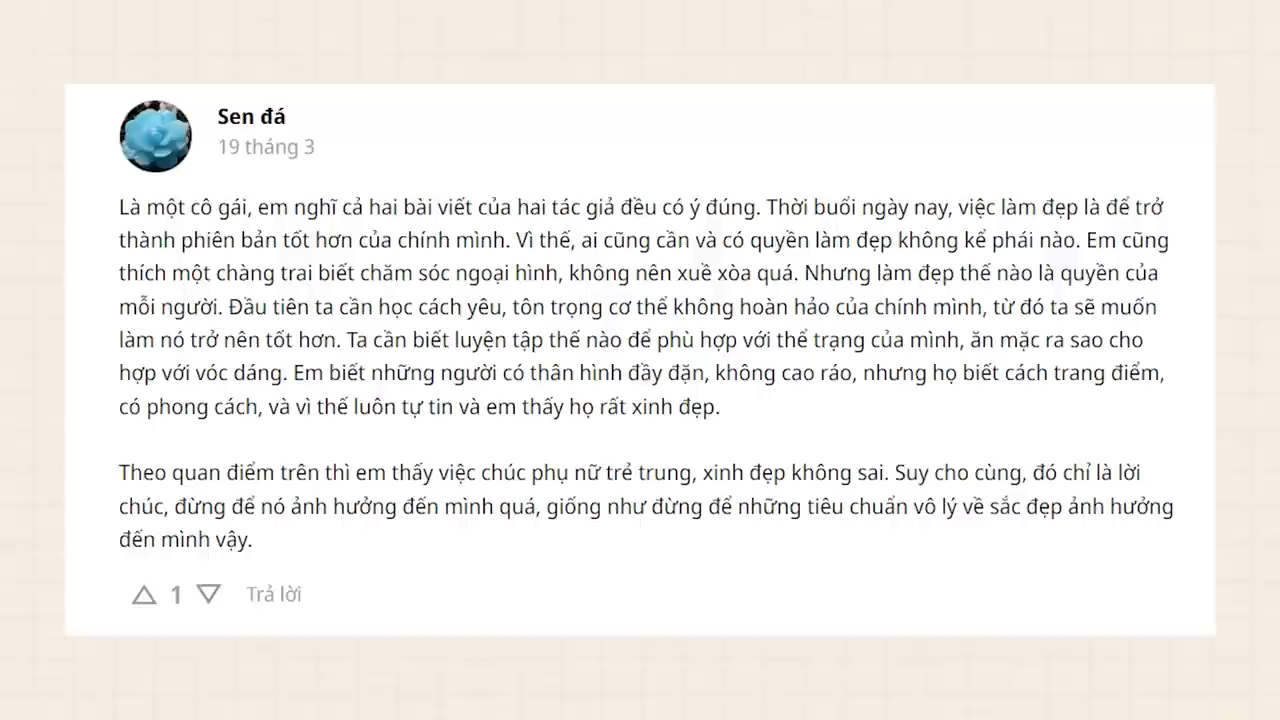 Sen đá
19 tháng 3
Là một cô gái, em nghĩ cả hai bài viết của hai tác giả đều có ý đúng. Thời buổi ngày nay, việc làm đẹp là để trở
thành phiên bản tốt hơn của chính mình. Vì thế, ai cũng cần và có quyền làm đẹp không kể phái nào. Em cũng
thích một chàng trai biết chăm sóc ngoại hình, không nên xuề xòa quá. Nhưng làm đẹp thế nào là quyền của
mỗi người. Đầu tiên ta cần học cách yêu, tôn trọng cơ thể không hoàn hảo của chính mình, từ đó ta sẽ muốn
làm nó trở nên tốt hơn. Ta cần biết luyện tập thế nào để phù hợp với thể trạng của mình, ăn mặc ra sao cho
hợp với vóc dáng. Em biết những người có thân hình đầy đặn, không cao ráo, nhưng họ biết cách trang điểm,
có phong cách, và vì thế luôn tự tin và em thấy họ rất xinh đẹp.
Theo quan điểm trên thì em thấy việc chúc phụ nữ trẻ trung, xinh đẹp không sai. Suy cho cùng, đó chỉ là lời
chúc, đừng để nó ảnh hưởng đến mình quá, giống như đừng để những tiêu chuẩn vô lý về sắc đẹp ảnh hưởng
đến mình vậy.
1 Trả lời